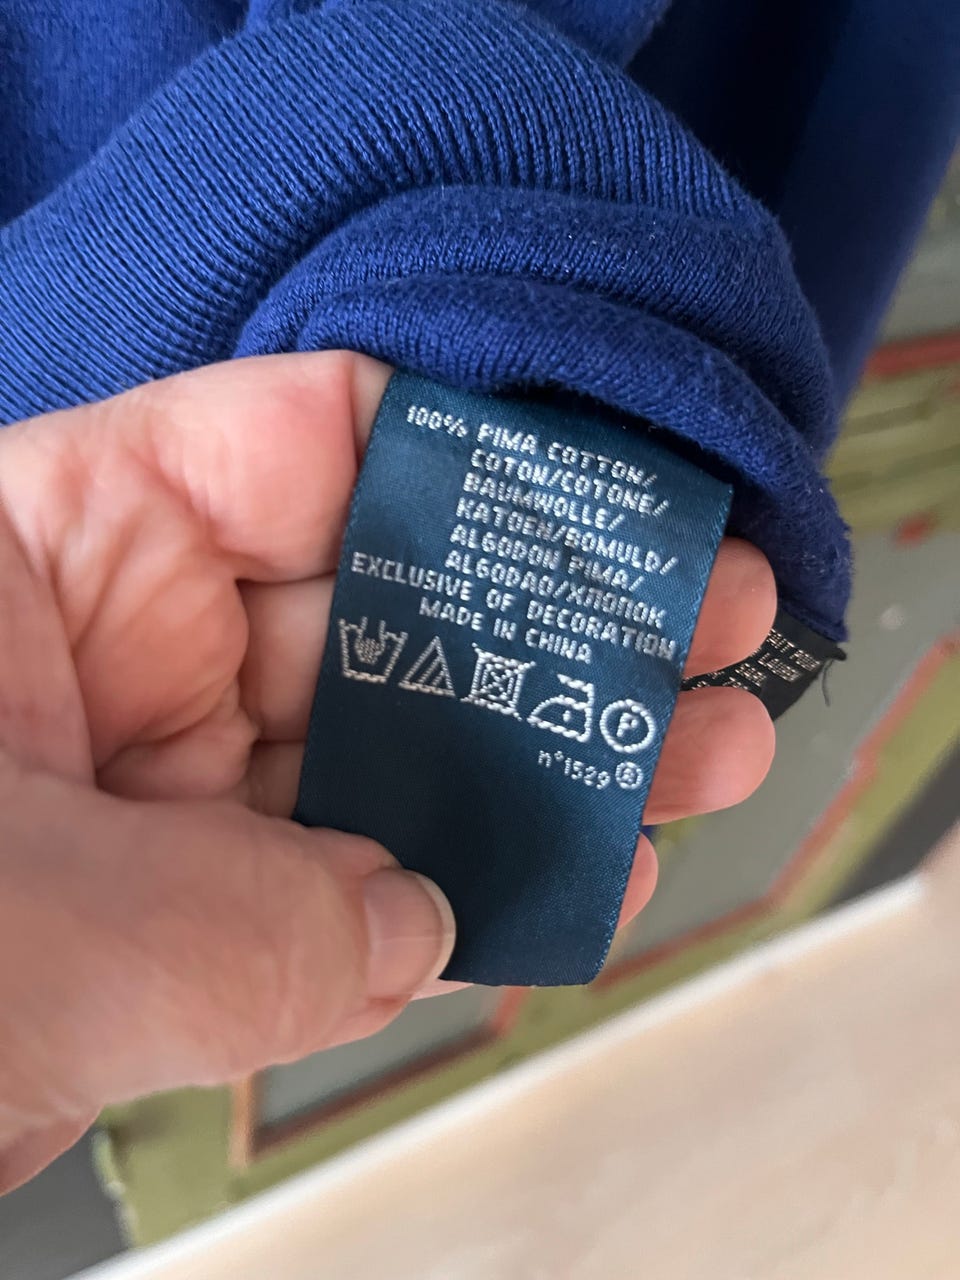 100% PIMA COTTON/
COTON/COTONE/
BAUMWOLLE/
KATOEN/BOMULD/
ALGODON PIMA/
ALGODAO/ХЛОПОК
EXCLUSIVE OF DECORATION
MADE IN CHINA
P
n°1529 ®